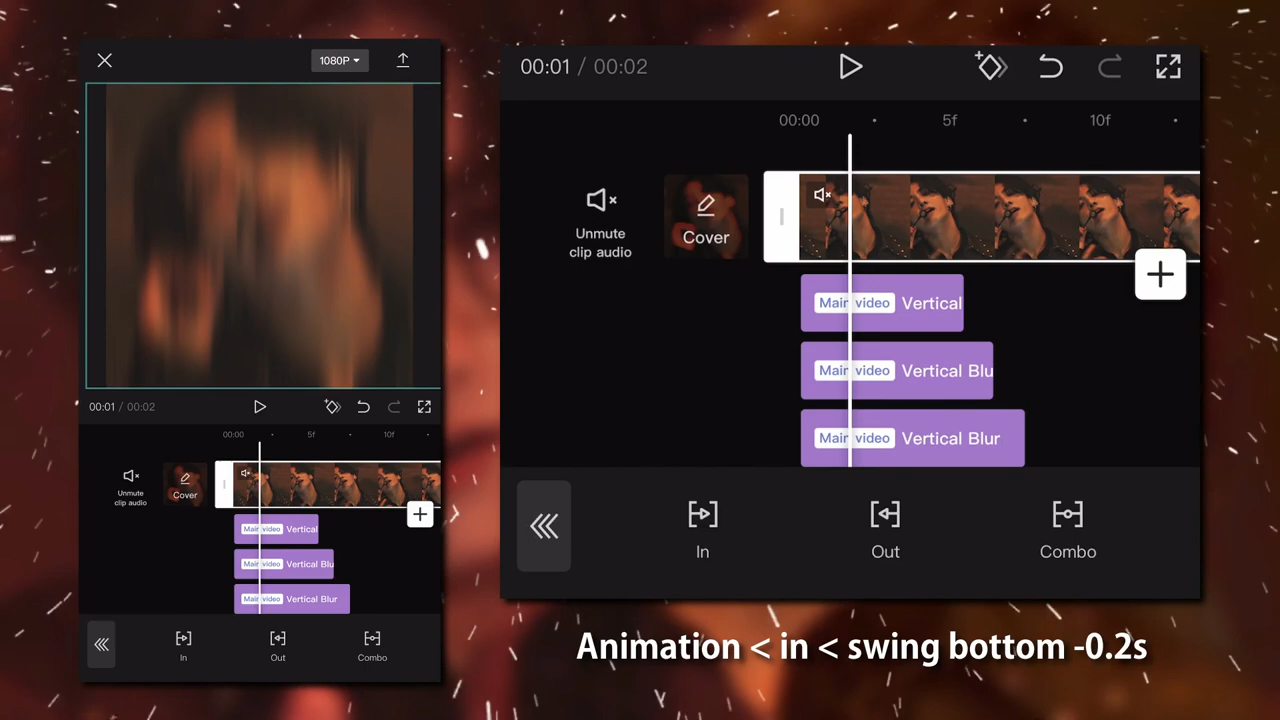 1080P
00:01 / 00:02
00:00
5f
10f
Unmute
clip audio
Cover
Main video Vertical
Main video Vertical Blu
Main video Vertical Blur
In
Out
Combo
00:01 / 00:02
00:00
5f
10f
Unmute
clip audio
Cover
Main video Vertical
Main video Vertical Blu
Main video Vertical Blur
In
Out
Combo
Animation < in < swing bottom -0.2s